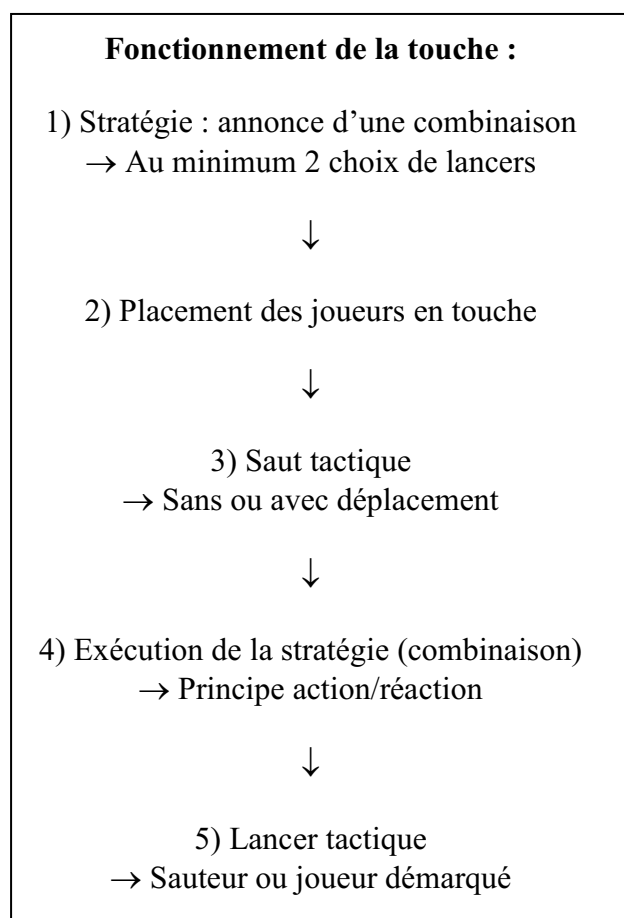 Fonctionnement de la touche :
1) Stratégie : annonce d’une combinaison
→ Au minimum 2 choix de lancers
↓
2) Placement des joueurs en touche
↓
3) Saut tactique
→ Sans ou avec déplacement
↓
4) Exécution de la stratégie (combinaison)
→ Principe action/réaction
↓
5) Lancer tactique
→ Sauteur ou joueur démarqué